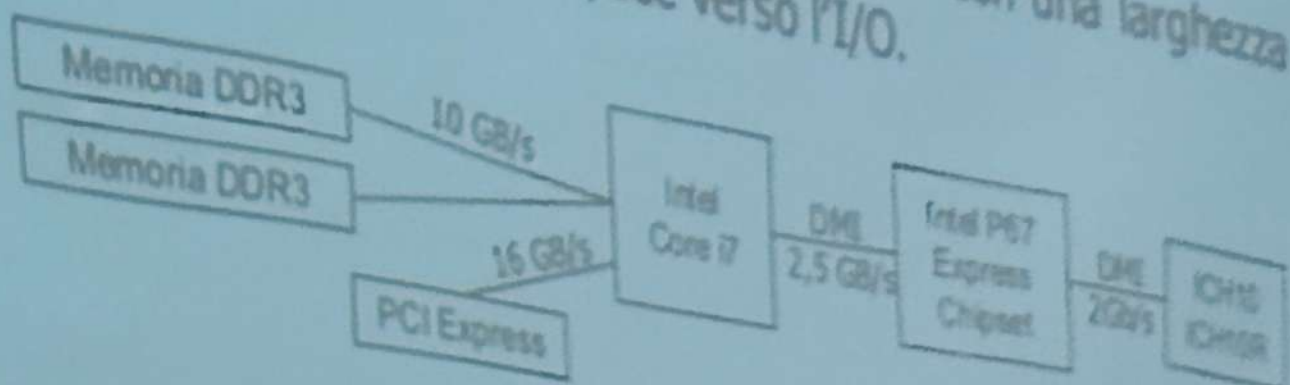 una larghezza
verso l'I/O.
Memoria DDR3
10 GB/s
Memoria DDR3
Intel
Core i7
DMI
2,5 GB/s
Intel P67
Express
Chipset
DMI
2Gb/s
16 GB/s
PCI Express